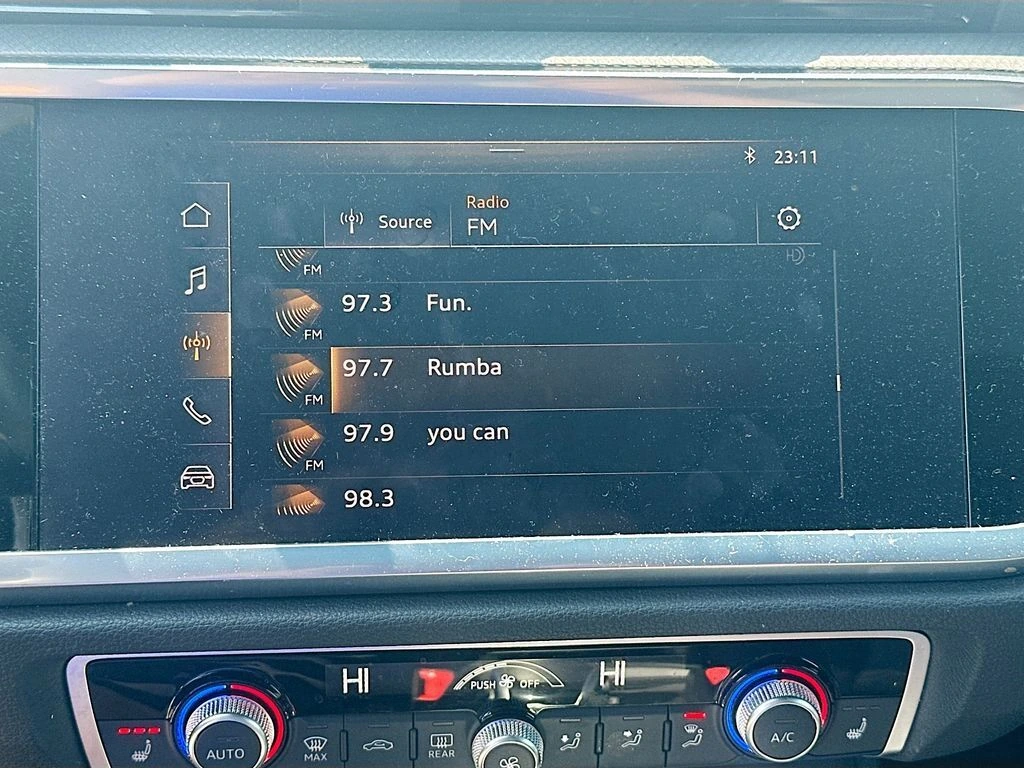 23:11
Radio
Source FM
FM
97.3 Fun.
FM
97.7 Rumba
FM
97.9 you can
FM
98.3
HI PUSH OFF HI
AUTO MAX REAR A/C